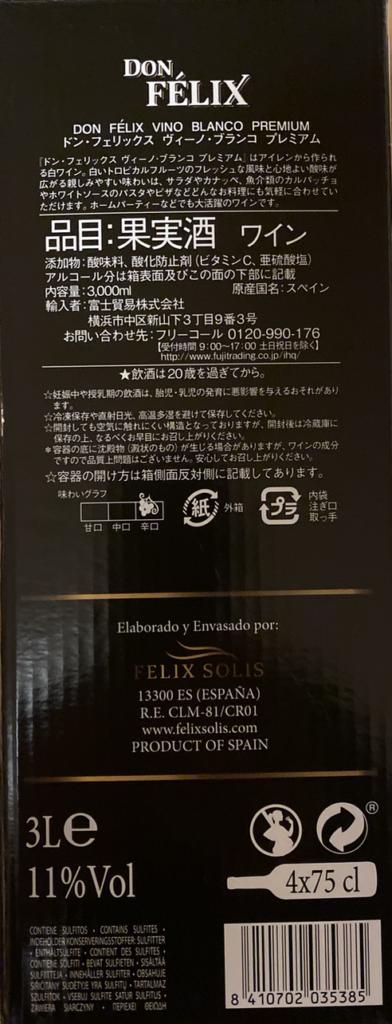 DON
FÉLIX
DON FÉLIX VINO BLANCO PREMIUM
ドン・フェリックス ヴィーノ・ブランコ プレミアム
『ドン・フェリックス ヴィーノ・ブランコ プレミアム』はアイレンから作られ
る白ワイン。白いトロピカルフルーツのフレッシュな風味と心地よい酸味が
広がる親しみやすい味わいは、サラダやカナッペ、魚介類のカルパッチョ
やホワイトソースのパスタやピザなどどんなお料理にも気軽に合わせてい
ただけます。ホームパーティーなどでも大活躍のワインです。
品目:果実酒 ワイン
添加物:酸味料、酸化防止剤(ビタミンC、亜硫酸塩)
アルコール分は箱表面及びこの面の下部に記載
内容量:3,000ml 原産国名:スペイン
輸入者:富士貿易株式会社
横浜市中区新山下3丁目9番3号
お問い合わせ先:フリーコール 0120-990-176
【受付時間 9:00〜17:00 土日祝日を除く】
http://www.fujitrading.co.jp/ihq/
★飲酒は20歳を過ぎてから。
☆妊娠中や授乳期の飲酒は、胎児・乳児の発育に悪影響を与えるおそれがあり
ます。
☆冷凍保存や直射日光、高温多湿を避けて保存してください。
☆開封しても空気に触れにくい構造となっておりますが、開封後は冷蔵庫に
保存の上、なるべくお早目にお召し上がりください。
*容器の底に沈殿物(澱状のもの)が生じる場合がありますが、ワインの成分
ですので品質上問題はございません。安心してお召し上がりください。
☆容器の開け方は箱側面反対側に記載してあります。
味わいグラフ
甘口 中口 辛口
紙 外箱
プラ 内袋
注ぎ口
取っ手
Elaborado y Envasado por:
FELIX SOLIS
13300 ES (ESPAÑA)
R.E. CLM-81/CR01
www.felixsolis.com
PRODUCT OF SPAIN
3L℮
11%Vol
®
4x75 cl
CONTIENE SULFITOS • CONTAINS SULFITES •
INDEHOLDER KONSERVERINGSSTOFFER: SULFITTER
• ENTHÄLT SULFITE • CONTIENT DES SULFITES •
CONTIENE SOLFITI • BEVAT SULFIETEN • SISÄLTÄÄ
SULFIITTEJA • INNEHÅLLER SULFITER • OBSAHUJE
SIRIČITANY SUDĖTYJE YRA SULFITŲ • TARTALMAZ
SZULFITOK • VSEBUJ SULFITE SATUR SULFITUS •
ZAWIERA SIARCZYNY • ΠΕΡΙΕΧΕΙ ΘΕΙΩΔΗ
8 410702 035385